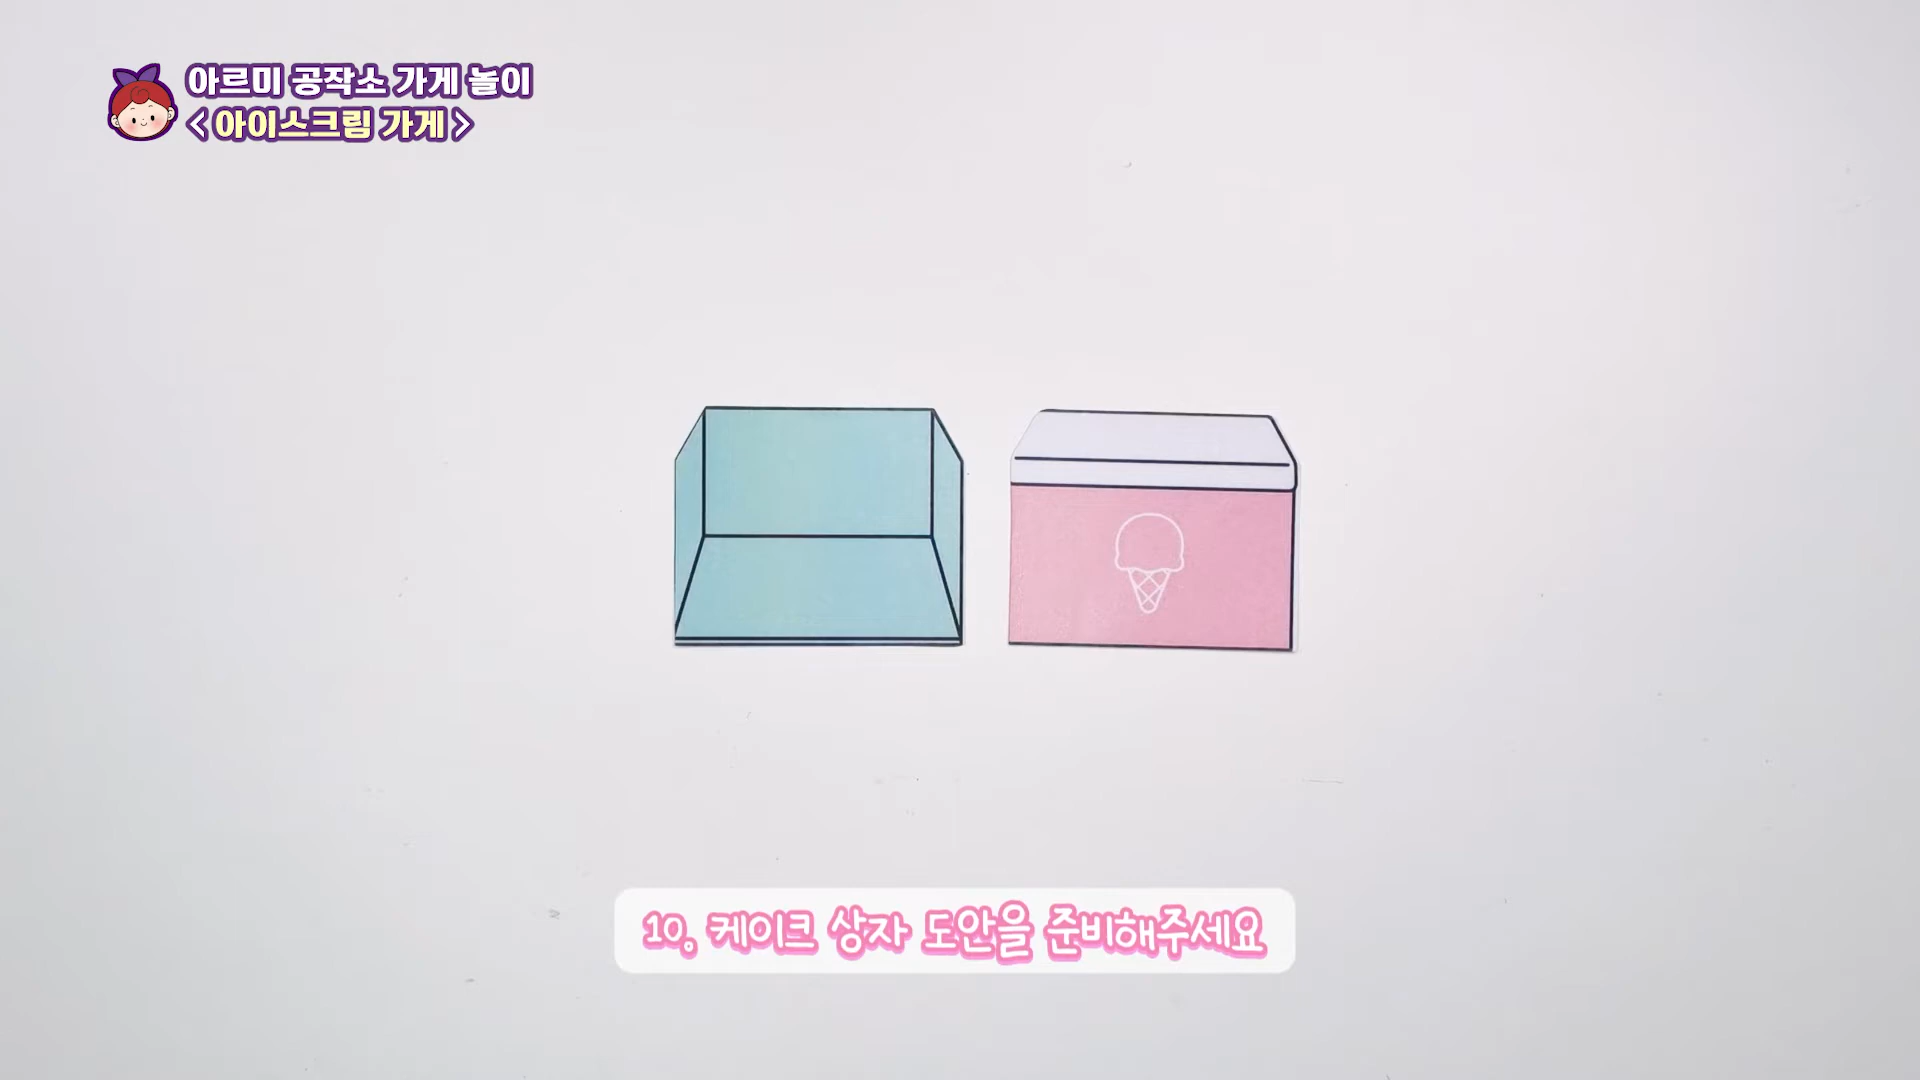 아르미 공작소 가게 놀이
< 아이스크림 가게 >
10. 케이크 상자 도안을 준비해주세요